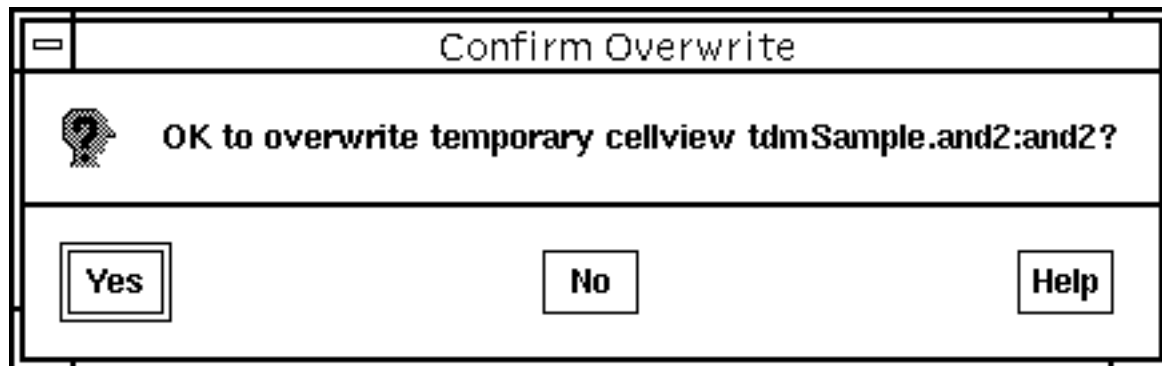 Confirm Overwrite
OK to overwrite temporary cellview tdmSample.and2:and2?
Yes No Help